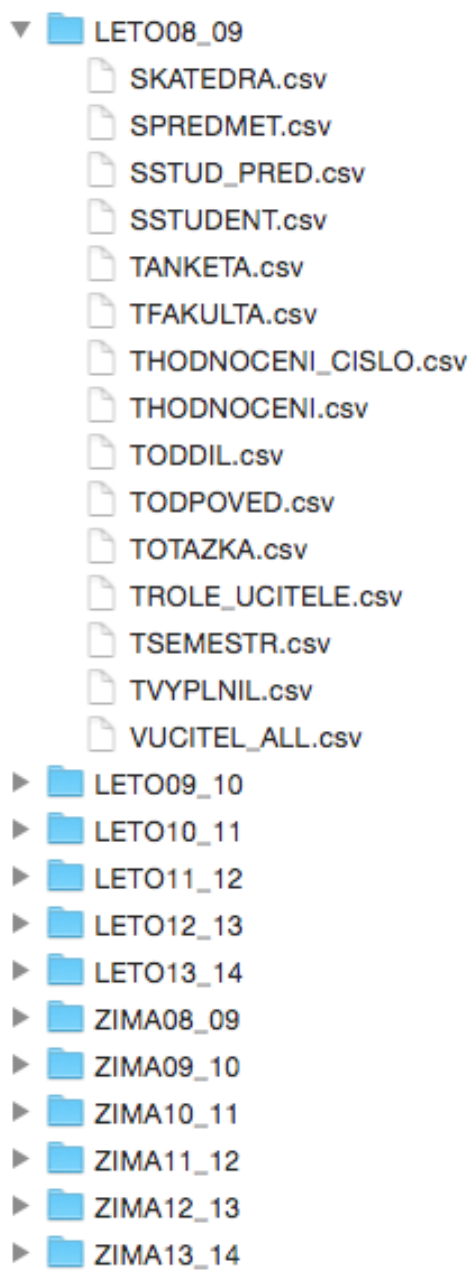 LETO08_09
SKATEDRA.csv
SPREDMET.csv
SSTUD_PRED.csv
SSTUDENT.csv
TANKETA.csv
TFAKULTA.csv
THODNOCENI_CISLO.csv
THODNOCENI.csv
TODDIL.csv
TODPOVED.csv
TOTAZKA.csv
TROLE_UCITELE.csv
TSEMESTR.csv
TVYPLNIL.csv
VUCITEL_ALL.csv
LETO09_10
LETO10_11
LETO11_12
LETO12_13
LETO13_14
ZIMA08_09
ZIMA09_10
ZIMA10_11
ZIMA11_12
ZIMA12_13
ZIMA13_14